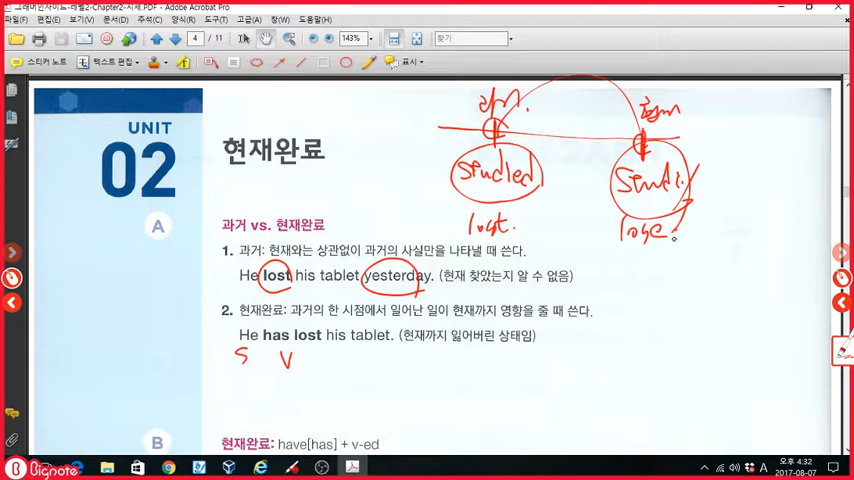 그래머인사이트-레벨2-Chapter2-시제.PDF - Adobe Acrobat Pro
파일(F) 편집(E) 보기(V) 문서(D) 주석(C) 양식(R) 도구(T) 고급(A) 창(W) 도움말(H)
4 / 11 143% 찾기
스티커 노트 텍스트 편집 표시
UNIT
02
현재완료
studied
lost.
lose
A
과거 vs. 현재완료
1. 과거: 현재와는 상관없이 과거의 사실만을 나타낼 때 쓴다.
He lost his tablet yesterday. (현재 찾았는지 알 수 없음)
2. 현재완료: 과거의 한 시점에서 일어난 일이 현재까지 영향을 줄 때 쓴다.
He has lost his tablet. (현재까지 잃어버린 상태임)
S V
B
현재완료: have[has] + v-ed
Bignote
A 오후 4:32
2017-08-07